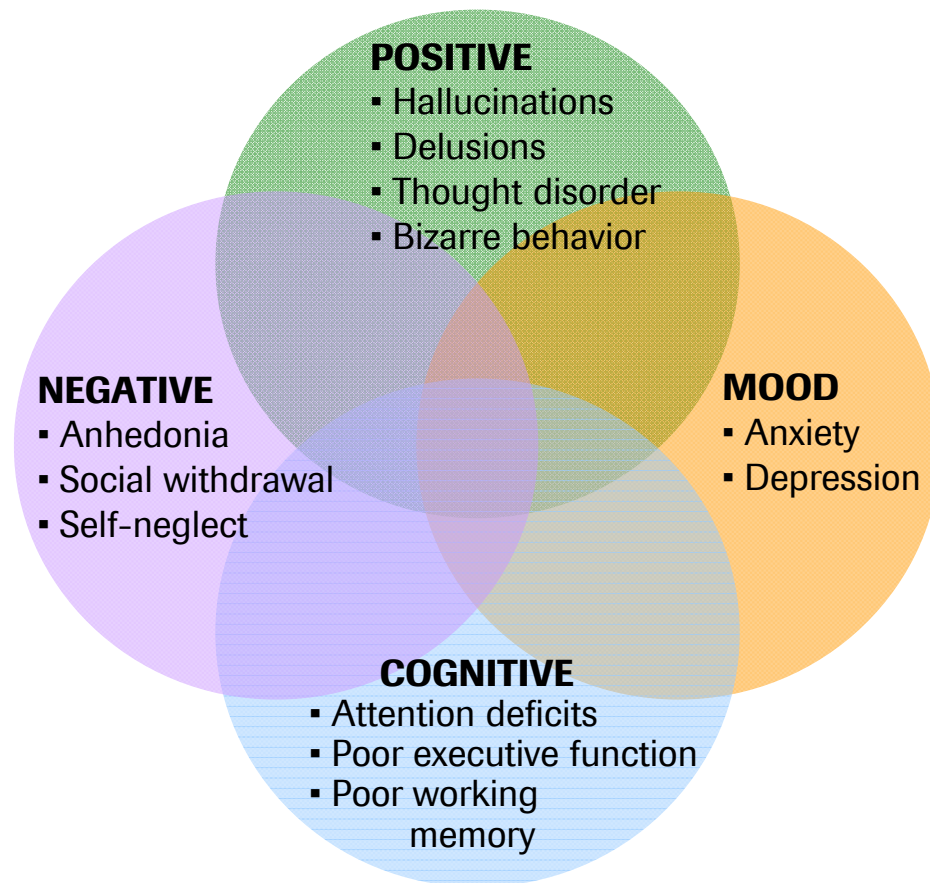 POSITIVE
▪ Hallucinations
▪ Delusions
▪ Thought disorder
▪ Bizarre behavior
NEGATIVE
▪ Anhedonia
▪ Social withdrawal
▪ Self-neglect
MOOD
▪ Anxiety
▪ Depression
COGNITIVE
▪ Attention deficits
▪ Poor executive function
▪ Poor working
memory